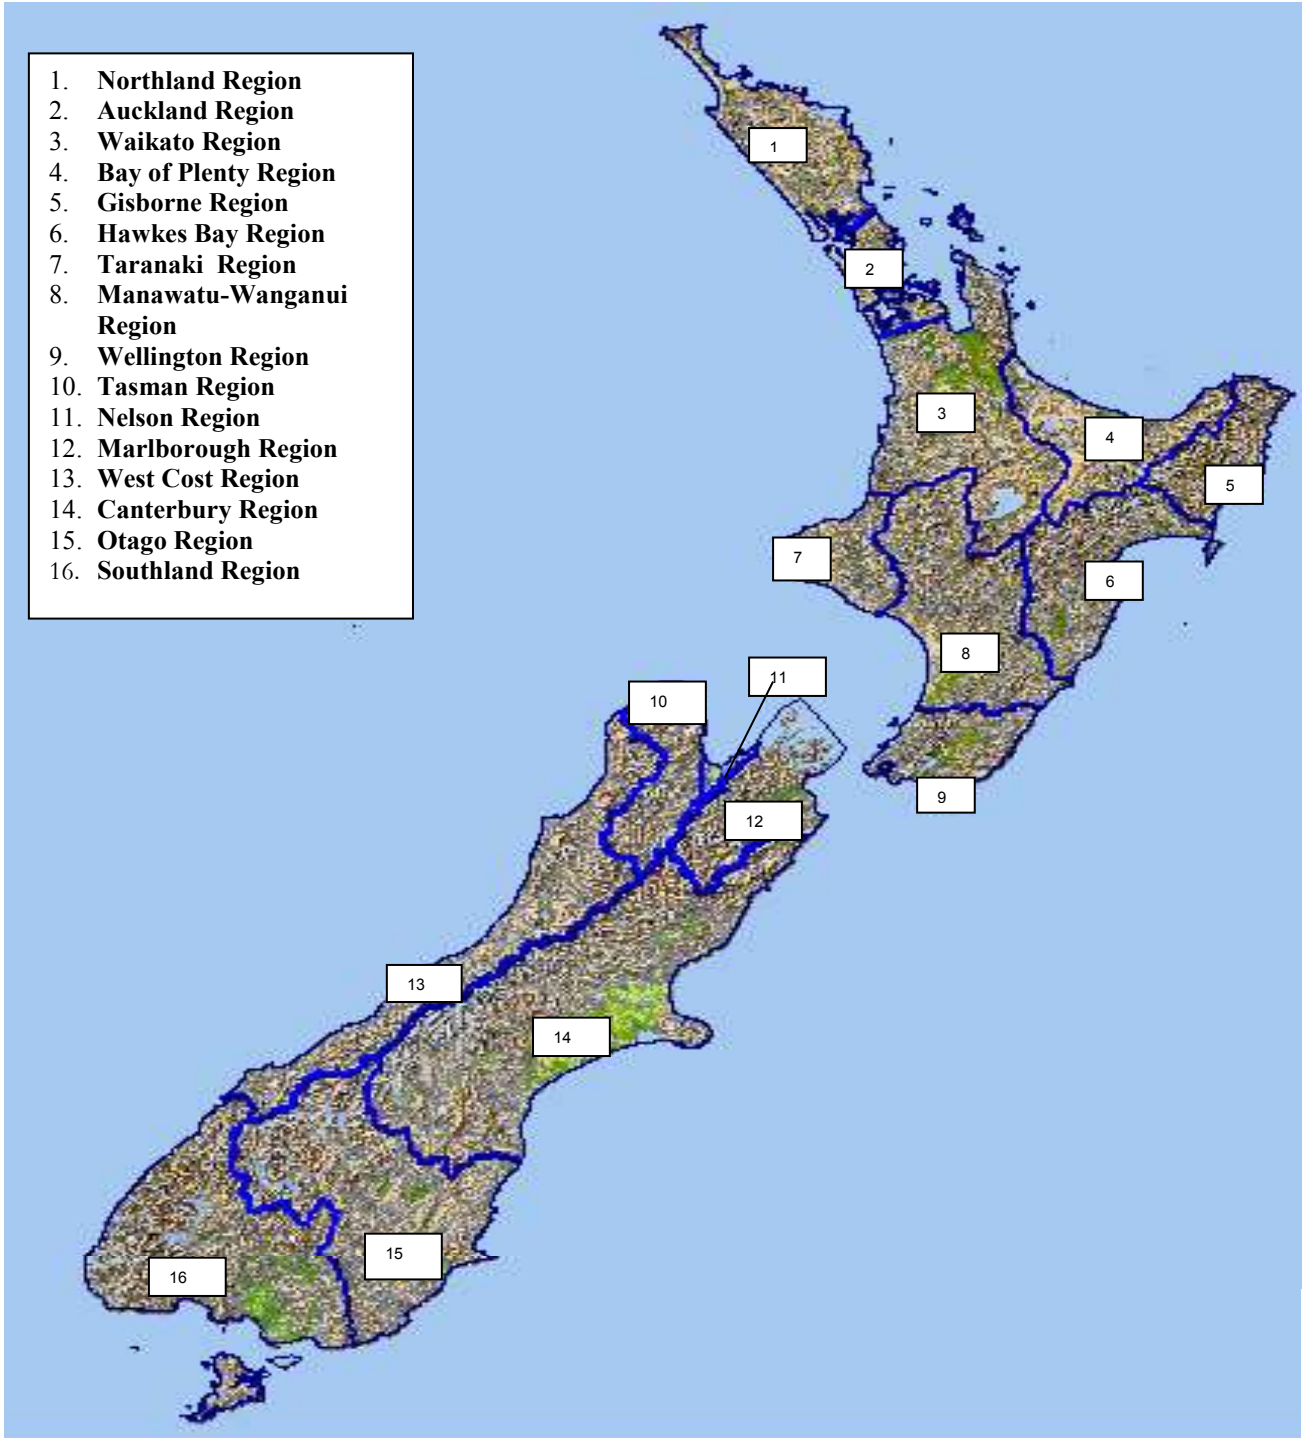 1. Northland Region
2. Auckland Region
3. Waikato Region
4. Bay of Plenty Region
5. Gisborne Region
6. Hawkes Bay Region
7. Taranaki Region
8. Manawatu-Wanganui
Region
9. Wellington Region
10. Tasman Region
11. Nelson Region
12. Marlborough Region
13. West Cost Region
14. Canterbury Region
15. Otago Region
16. Southland Region
1
2
3
4
5
7
6
8
11
10
9
12
13
14
15
16